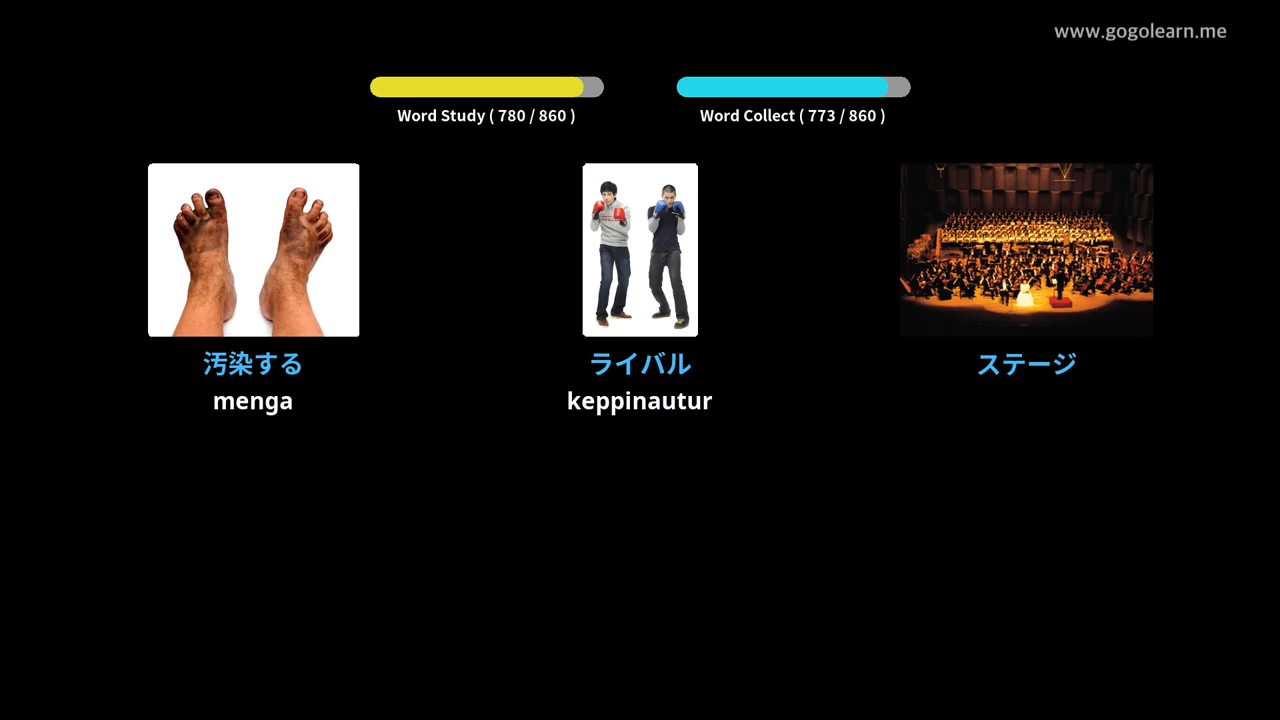 www.gogolearn.me
Word Study ( 780 / 860 )
Word Collect ( 773 / 860 )
汚染する
ライバル
ステージ
menga
keppinautur